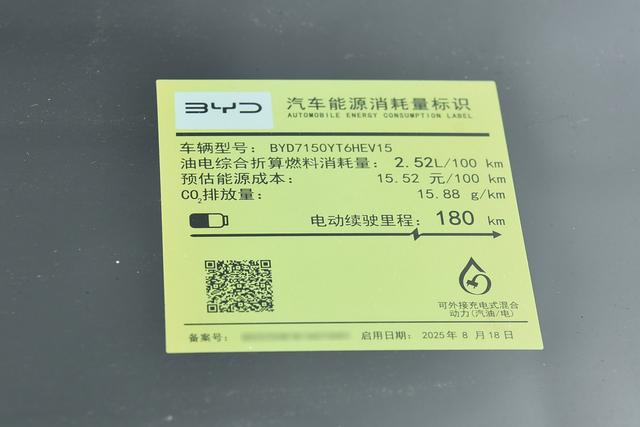 BYD
汽车能源消耗量标识
AUTOMOBILE ENERGY CONSUMPTION LABEL
车辆型号: BYD7150YT6HEV15
油电综合折算燃料消耗量: 2.52L/100 km
预估能源成本: 15.52 元/100 km
CO₂排放量: 15.88 g/km
电动续驶里程: 180 km
可外接充电式混合
动力(汽油/电)
备案号: 启用日期: 2025年 8 月 18 日